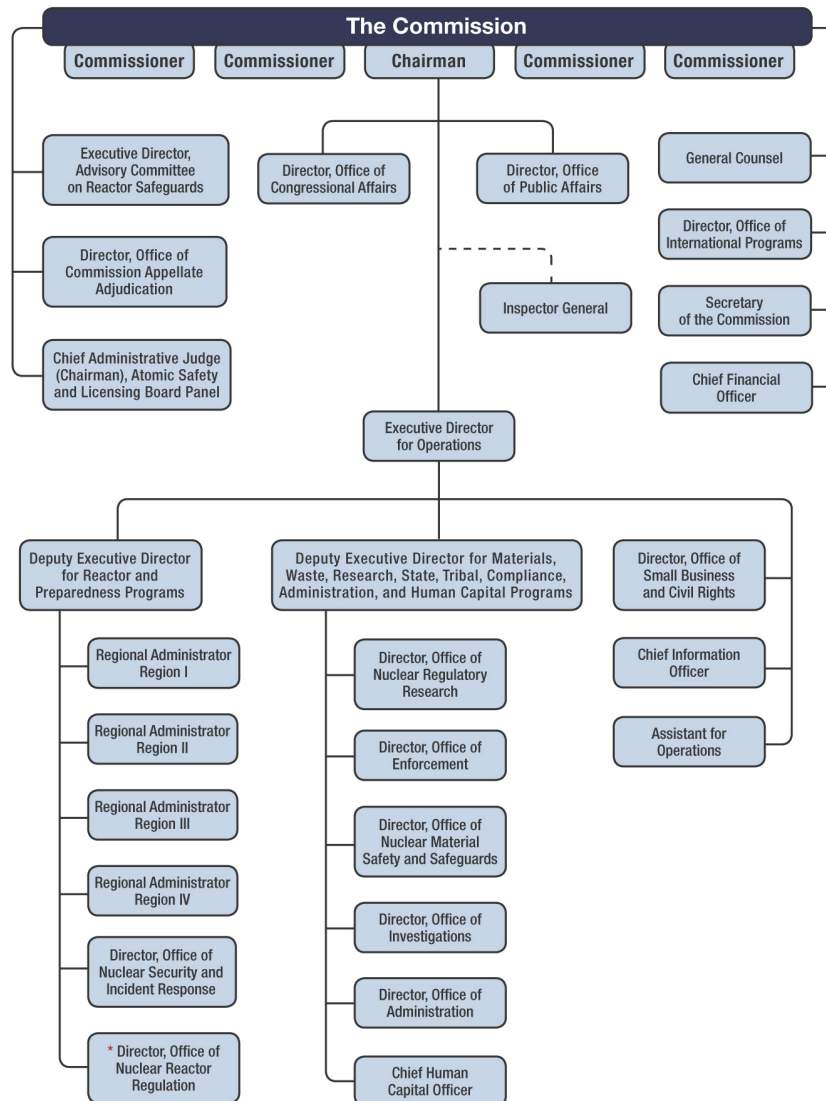 The Commission
Commissioner
Commissioner
Chairman
Commissioner
Commissioner
Executive Director,
Advisory Committee
on Reactor Safeguards
Director, Office of
Congressional Affairs
Director, Office
of Public Affairs
General Counsel
Director, Office of
International Programs
Director, Office of
Commission Appellate
Adjudication
Inspector General
Secretary
of the Commission
Chief Administrative Judge
(Chairman), Atomic Safety
and Licensing Board Panel
Chief Financial
Officer
Executive Director
for Operations
Deputy Executive Director
for Reactor and
Preparedness Programs
Deputy Executive Director for Materials,
Waste, Research, State, Tribal, Compliance,
Administration, and Human Capital Programs
Director, Office of
Small Business
and Civil Rights
Regional Administrator
Region I
Regional Administrator
Region II
Regional Administrator
Region III
Regional Administrator
Region IV
Director, Office of
Nuclear Security and
Incident Response
* Director, Office of
Nuclear Reactor
Regulation
Director, Office of
Nuclear Regulatory
Research
Director, Office of
Enforcement
Director, Office of
Nuclear Material
Safety and Safeguards
Director, Office of
Investigations
Director, Office of
Administration
Chief Human
Capital Officer
Chief Information
Officer
Assistant for
Operations